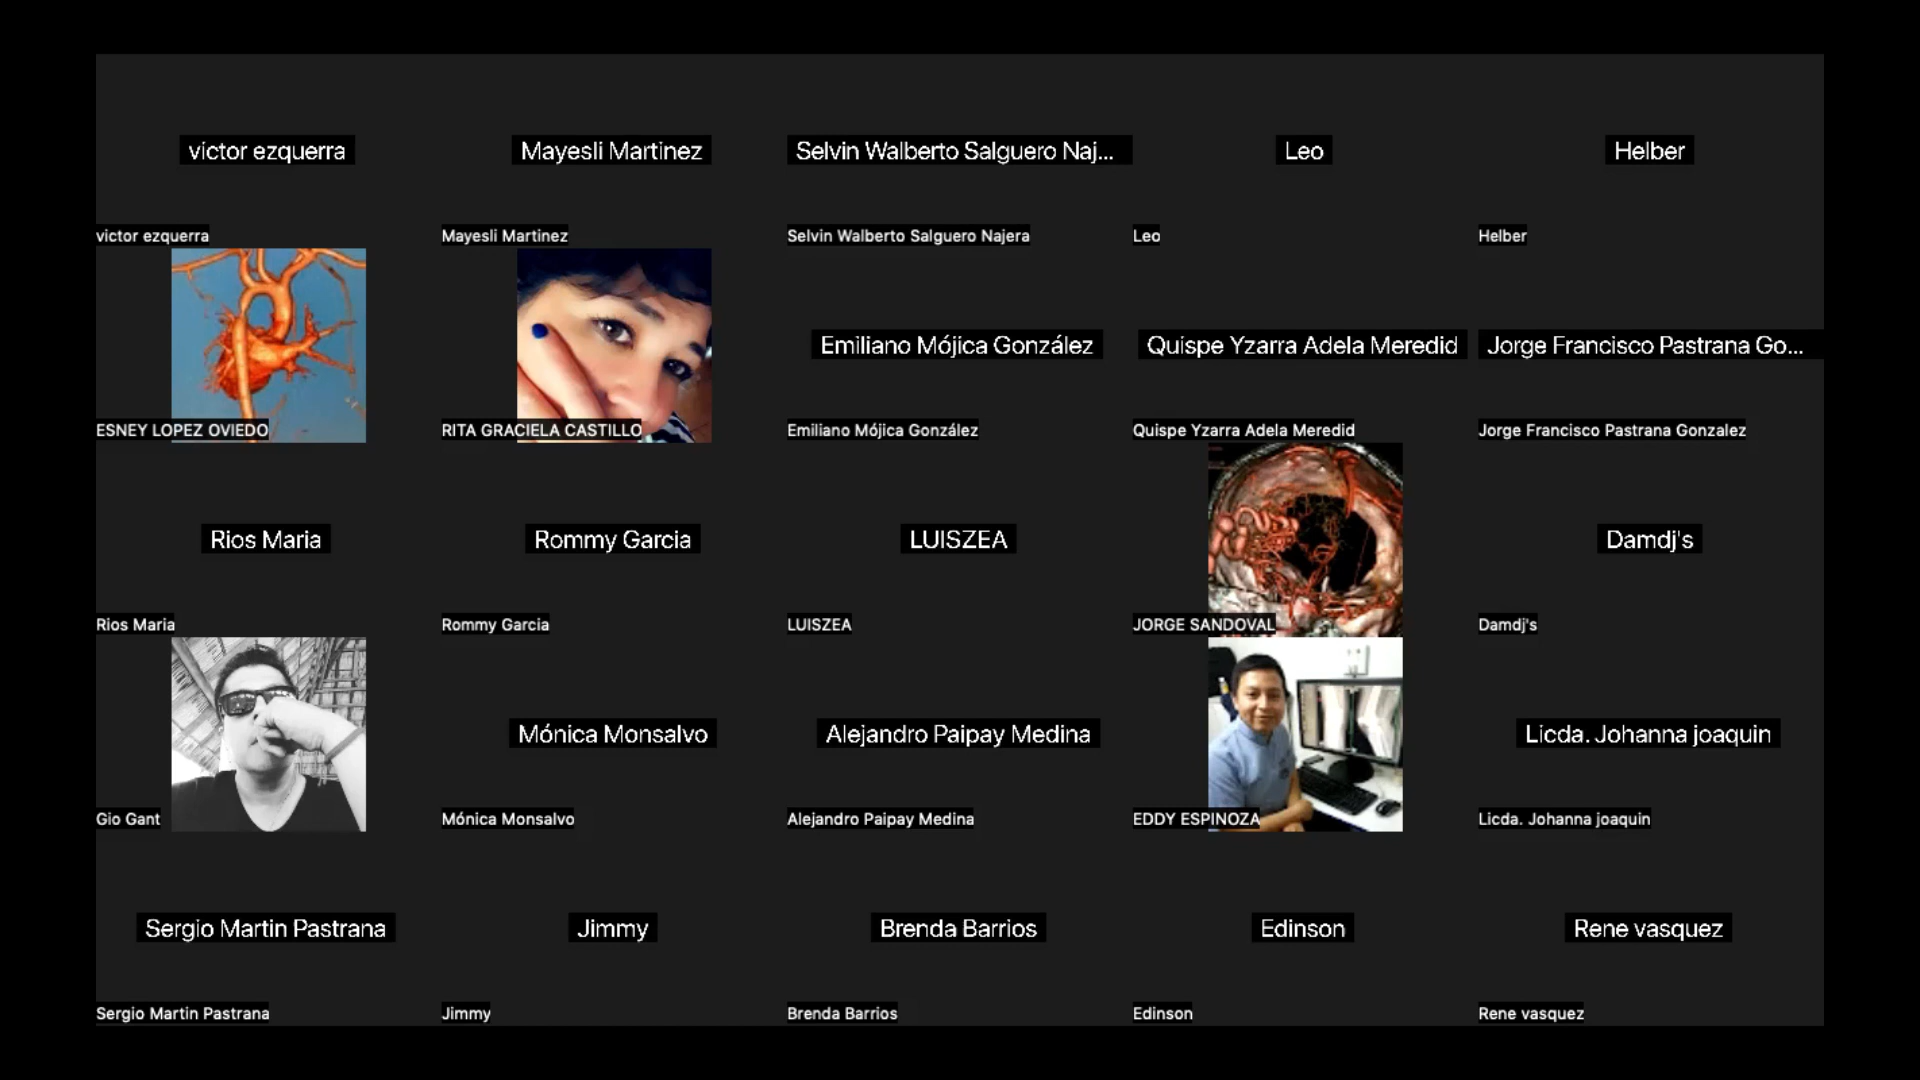 victor ezquerra
Mayesli Martinez
Selvin Walberto Salguero Naj...
Leo
Helber
victor ezquerra
Mayesli Martinez
Selvin Walberto Salguero Najera
Leo
Helber
Emiliano Mójica González
Quispe Yzarra Adela Meredid
Jorge Francisco Pastrana Go...
ESNEY LOPEZ OVIEDO
RITA GRACIELA CASTILLO
Emiliano Mójica González
Quispe Yzarra Adela Meredid
Jorge Francisco Pastrana Gonzalez
Rios Maria
Rommy Garcia
LUISZEA
Damdj's
Rios Maria
Rommy Garcia
LUISZEA
JORGE SANDOVAL
Damdj's
Mónica Monsalvo
Alejandro Paipay Medina
Licda. Johanna joaquin
Gio Gant
Mónica Monsalvo
Alejandro Paipay Medina
EDDY ESPINOZA
Licda. Johanna joaquin
Sergio Martin Pastrana
Jimmy
Brenda Barrios
Edinson
Rene vasquez
Sergio Martin Pastrana
Jimmy
Brenda Barrios
Edinson
Rene vasquez